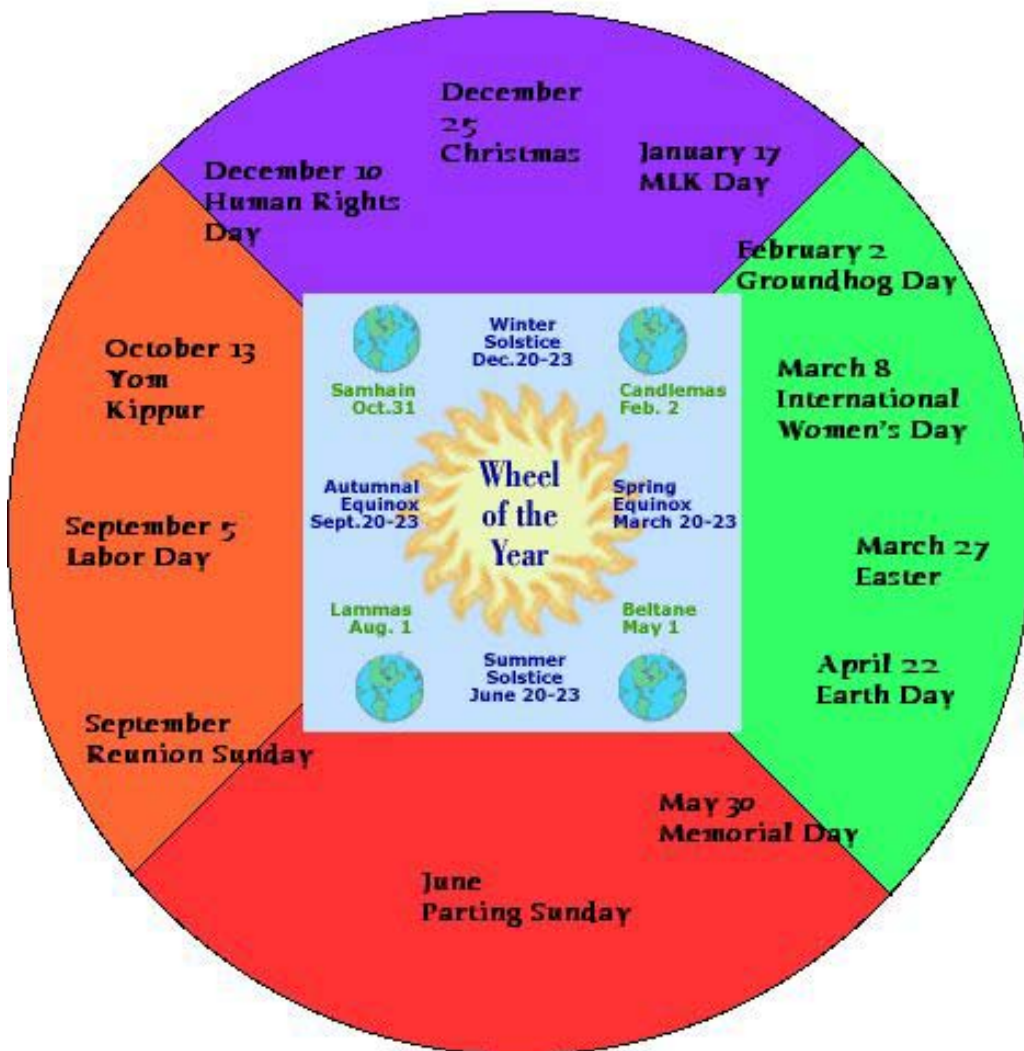 December
25
Christmas
January 17
MLK Day
December 10
Human Rights
Day
February 2
Groundhog Day
October 13
Yom
Kippur
March 8
International
Women's Day
September 5
Labor Day
March 27
Easter
April 22
Earth Day
September
Reunion Sunday
May 30
Memorial Day
June
Parting Sunday
Winter
Solstice
Dec.20-23
Samhain
Oct.31
Candlemas
Feb. 2
Autumnal
Equinox
Sept.20-23
Wheel
of the
Year
Spring
Equinox
March 20-23
Lammas
Aug. 1
Beltane
May 1
Summer
Solstice
June 20-23